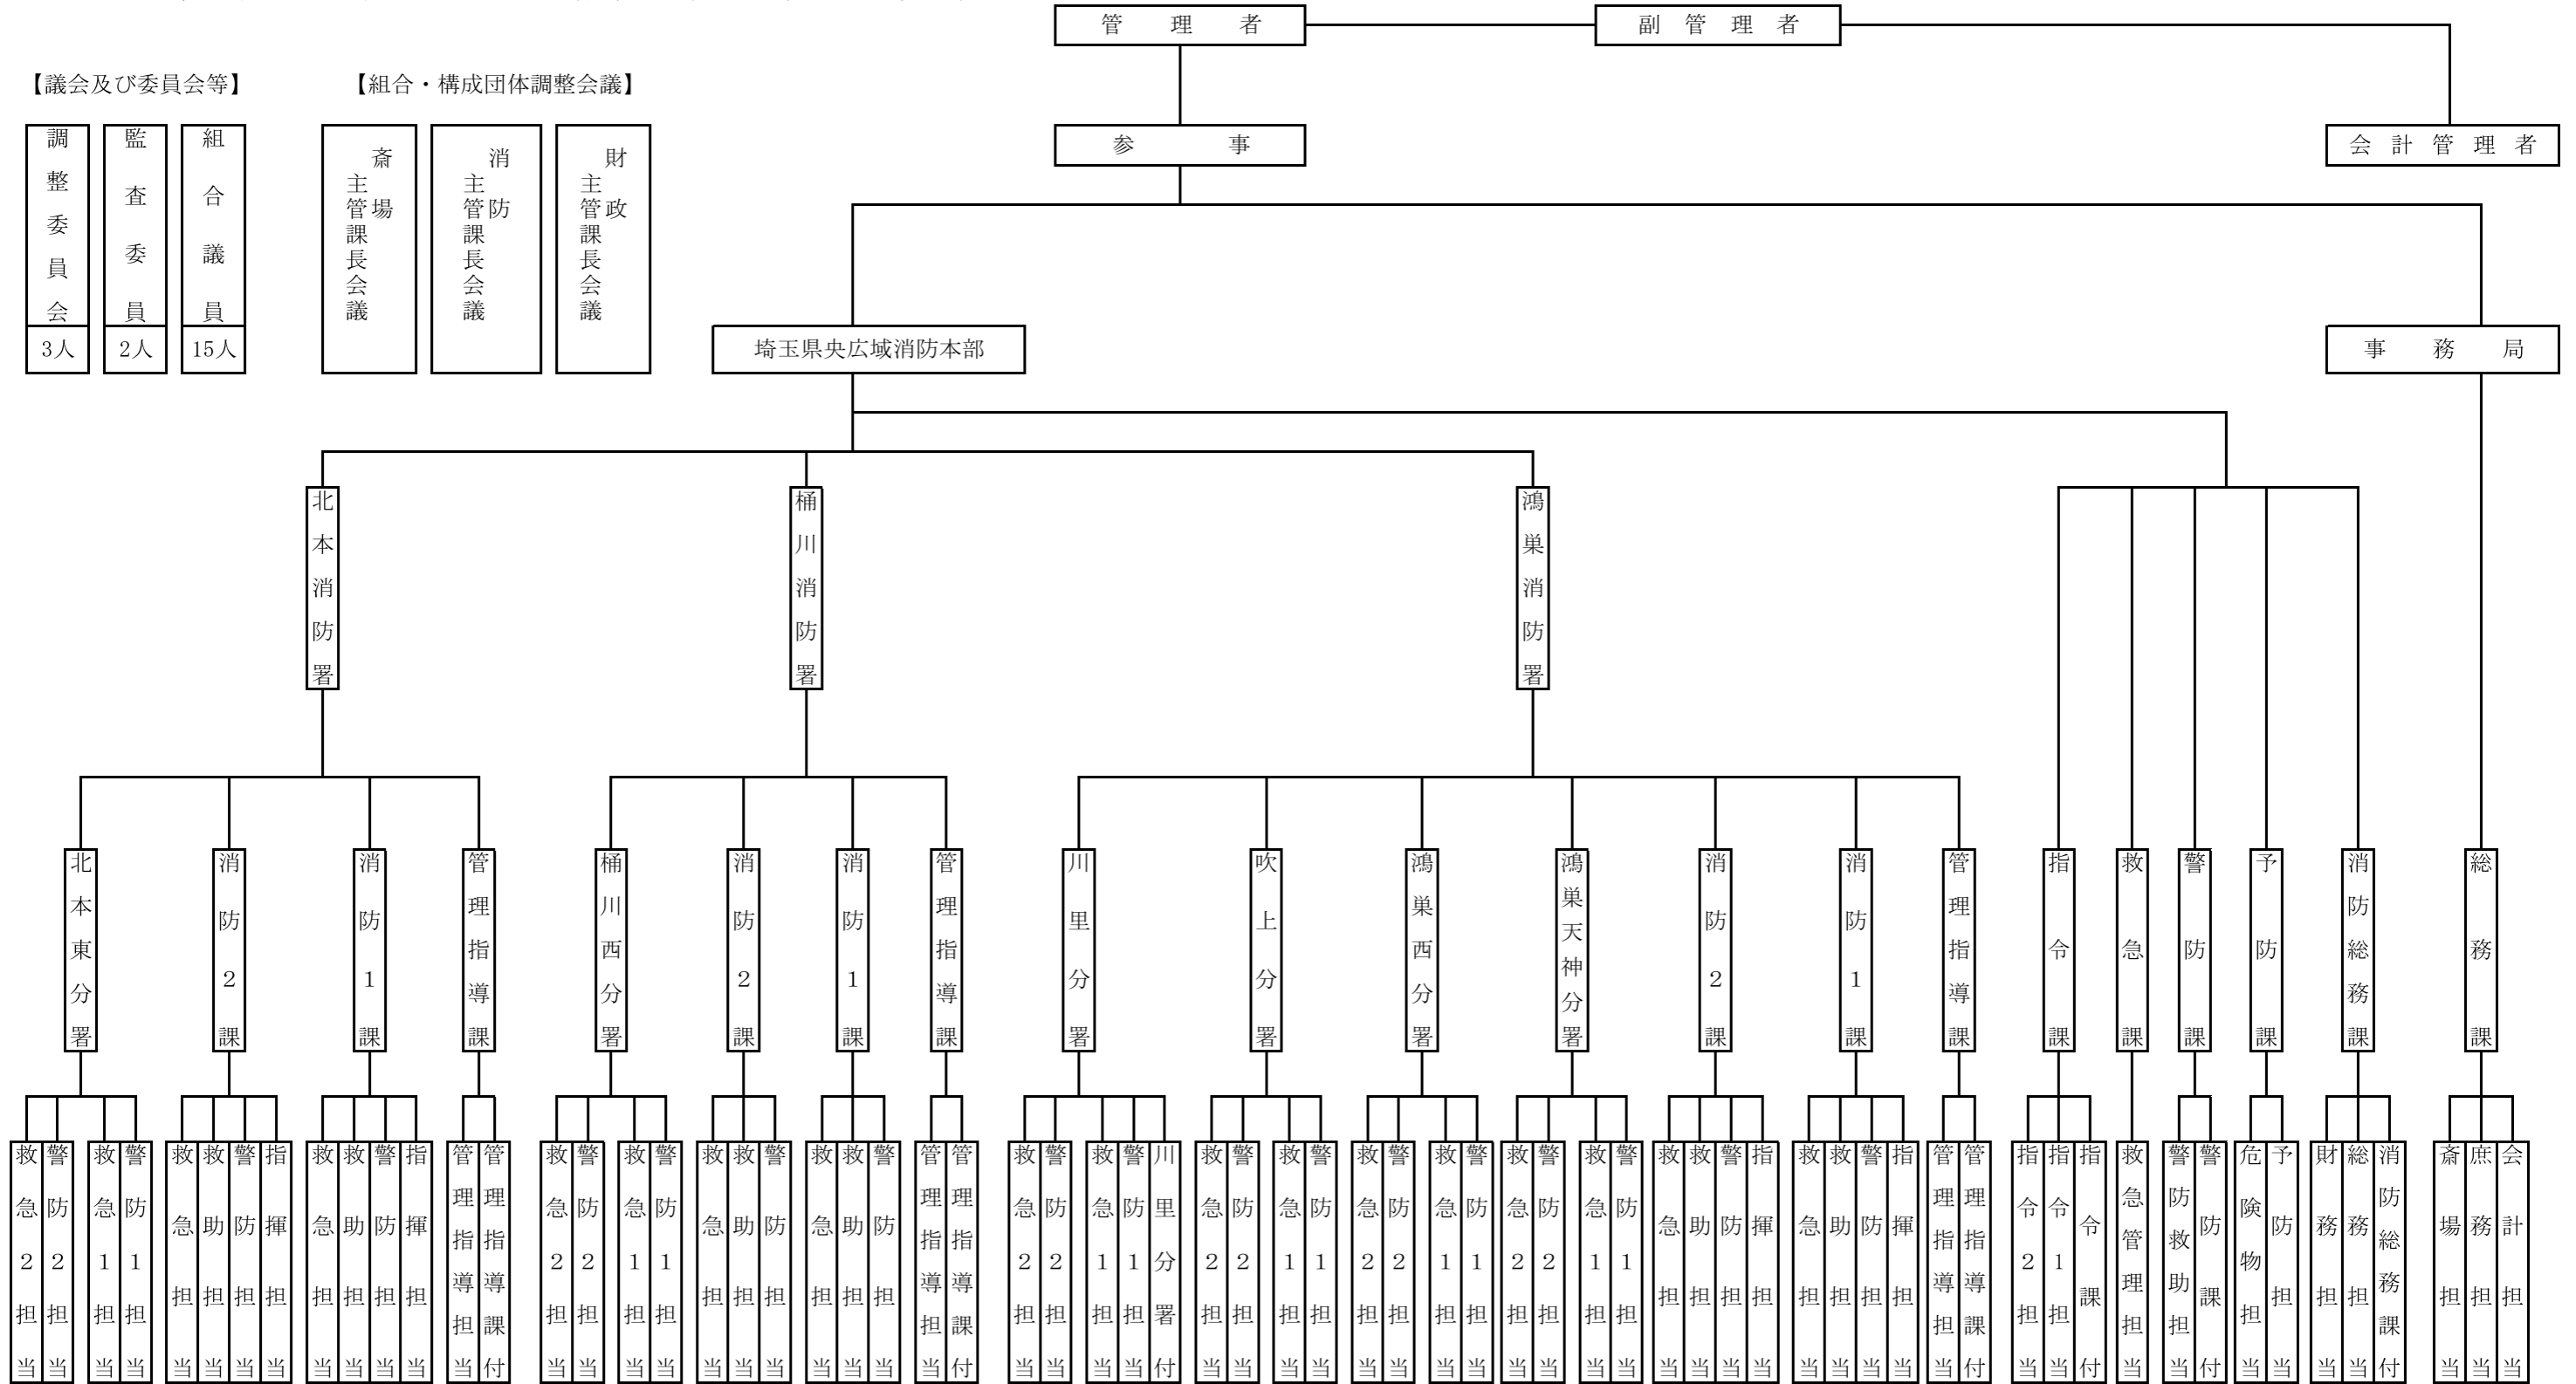 管理者
副管理者
【議会及び委員会等】
【組合・構成団体調整会議】
調整委員会
3人
監査委員
2人
組合議員
15人
斎場
主管課長会議
消防
主管課長会議
財政
主管課長会議
参事
会計管理者
埼玉県央広域消防本部
事務局
北本消防署
桶川消防署
鴻巣消防署
北本東分署
消防2課
消防1課
管理指導課
桶川西分署
消防2課
消防1課
管理指導課
川里分署
吹上分署
鴻巣西分署
鴻巣天神分署
消防2課
消防1課
管理指導課
指令課
救急課
警防課
予防課
消防総務課
総務課
救急2担当
警防2担当
救急1担当
警防1担当
救急担当
救助担当
警防担当
指揮担当
救急担当
救助担当
警防担当
指揮担当
管理指導担当
管理指導課付
救急2担当
警防2担当
救急1担当
警防1担当
救急担当
救助担当
警防担当
救急担当
救助担当
警防担当
管理指導担当
管理指導課付
救急2担当
警防2担当
救急1担当
警防1担当
川里分署付
救急2担当
警防2担当
救急1担当
警防1担当
救急2担当
警防2担当
救急1担当
警防1担当
救急2担当
警防2担当
救急1担当
警防1担当
救急担当
救助担当
警防担当
指揮担当
救急担当
救助担当
警防担当
指揮担当
管理指導担当
管理指導課付
指令2担当
指令1担当
指令課付
救急管理担当
警防救助担当
警防課付
危険物担当
予防担当
財務担当
総務担当
消防総務課付
斎場担当
庶務担当
会計担当